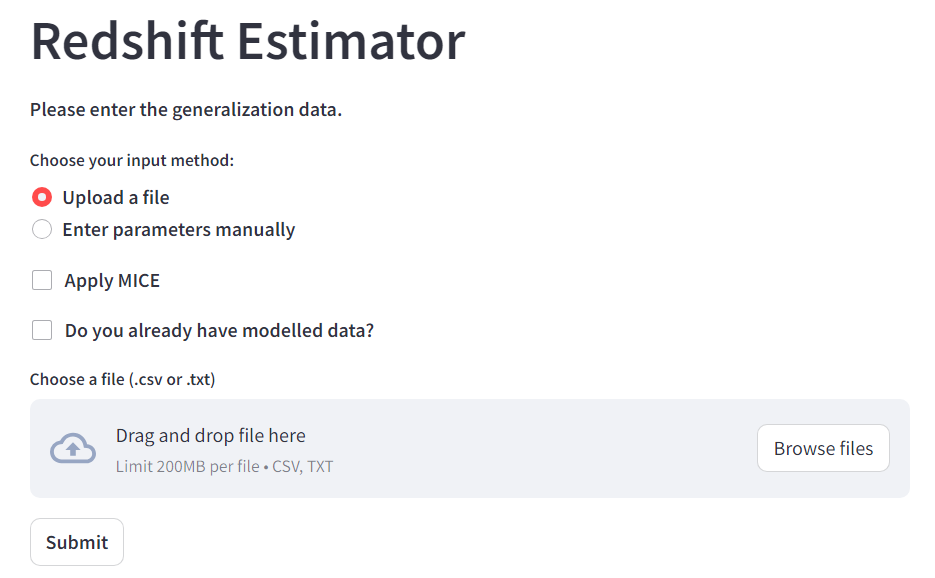 Redshift Estimator
Please enter the generalization data.
Choose your input method:
Upload a file
Enter parameters manually
Apply MICE
Do you already have modelled data?
Choose a file (.csv or .txt)
Drag and drop file here
Limit 200MB per file • CSV, TXT
Browse files
Submit